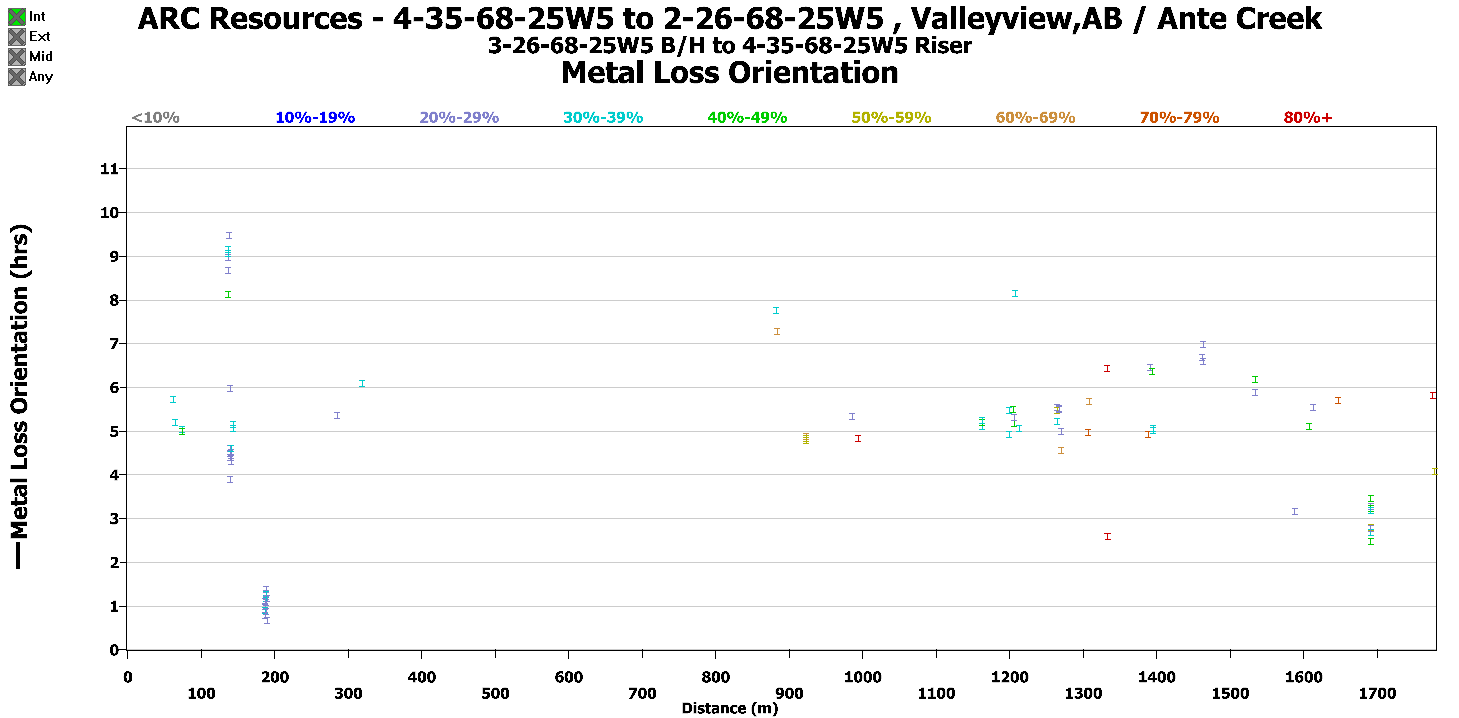 Int
Ext
Mid
Any
ARC Resources - 4-35-68-25W5 to 2-26-68-25W5 , Valleyview,AB / Ante Creek
3-26-68-25W5 B/H to 4-35-68-25W5 Riser
Metal Loss Orientation
<10% 10%-19% 20%-29% 30%-39% 40%-49% 50%-59% 60%-69% 70%-79% 80%+
Metal Loss Orientation (hrs)
11
10
9
8
7
6
5
4
3
2
1
0
0 200 400 600 800 1000 1200 1400 1600
100 300 500 700 900 1100 1300 1500 1700
Distance (m)